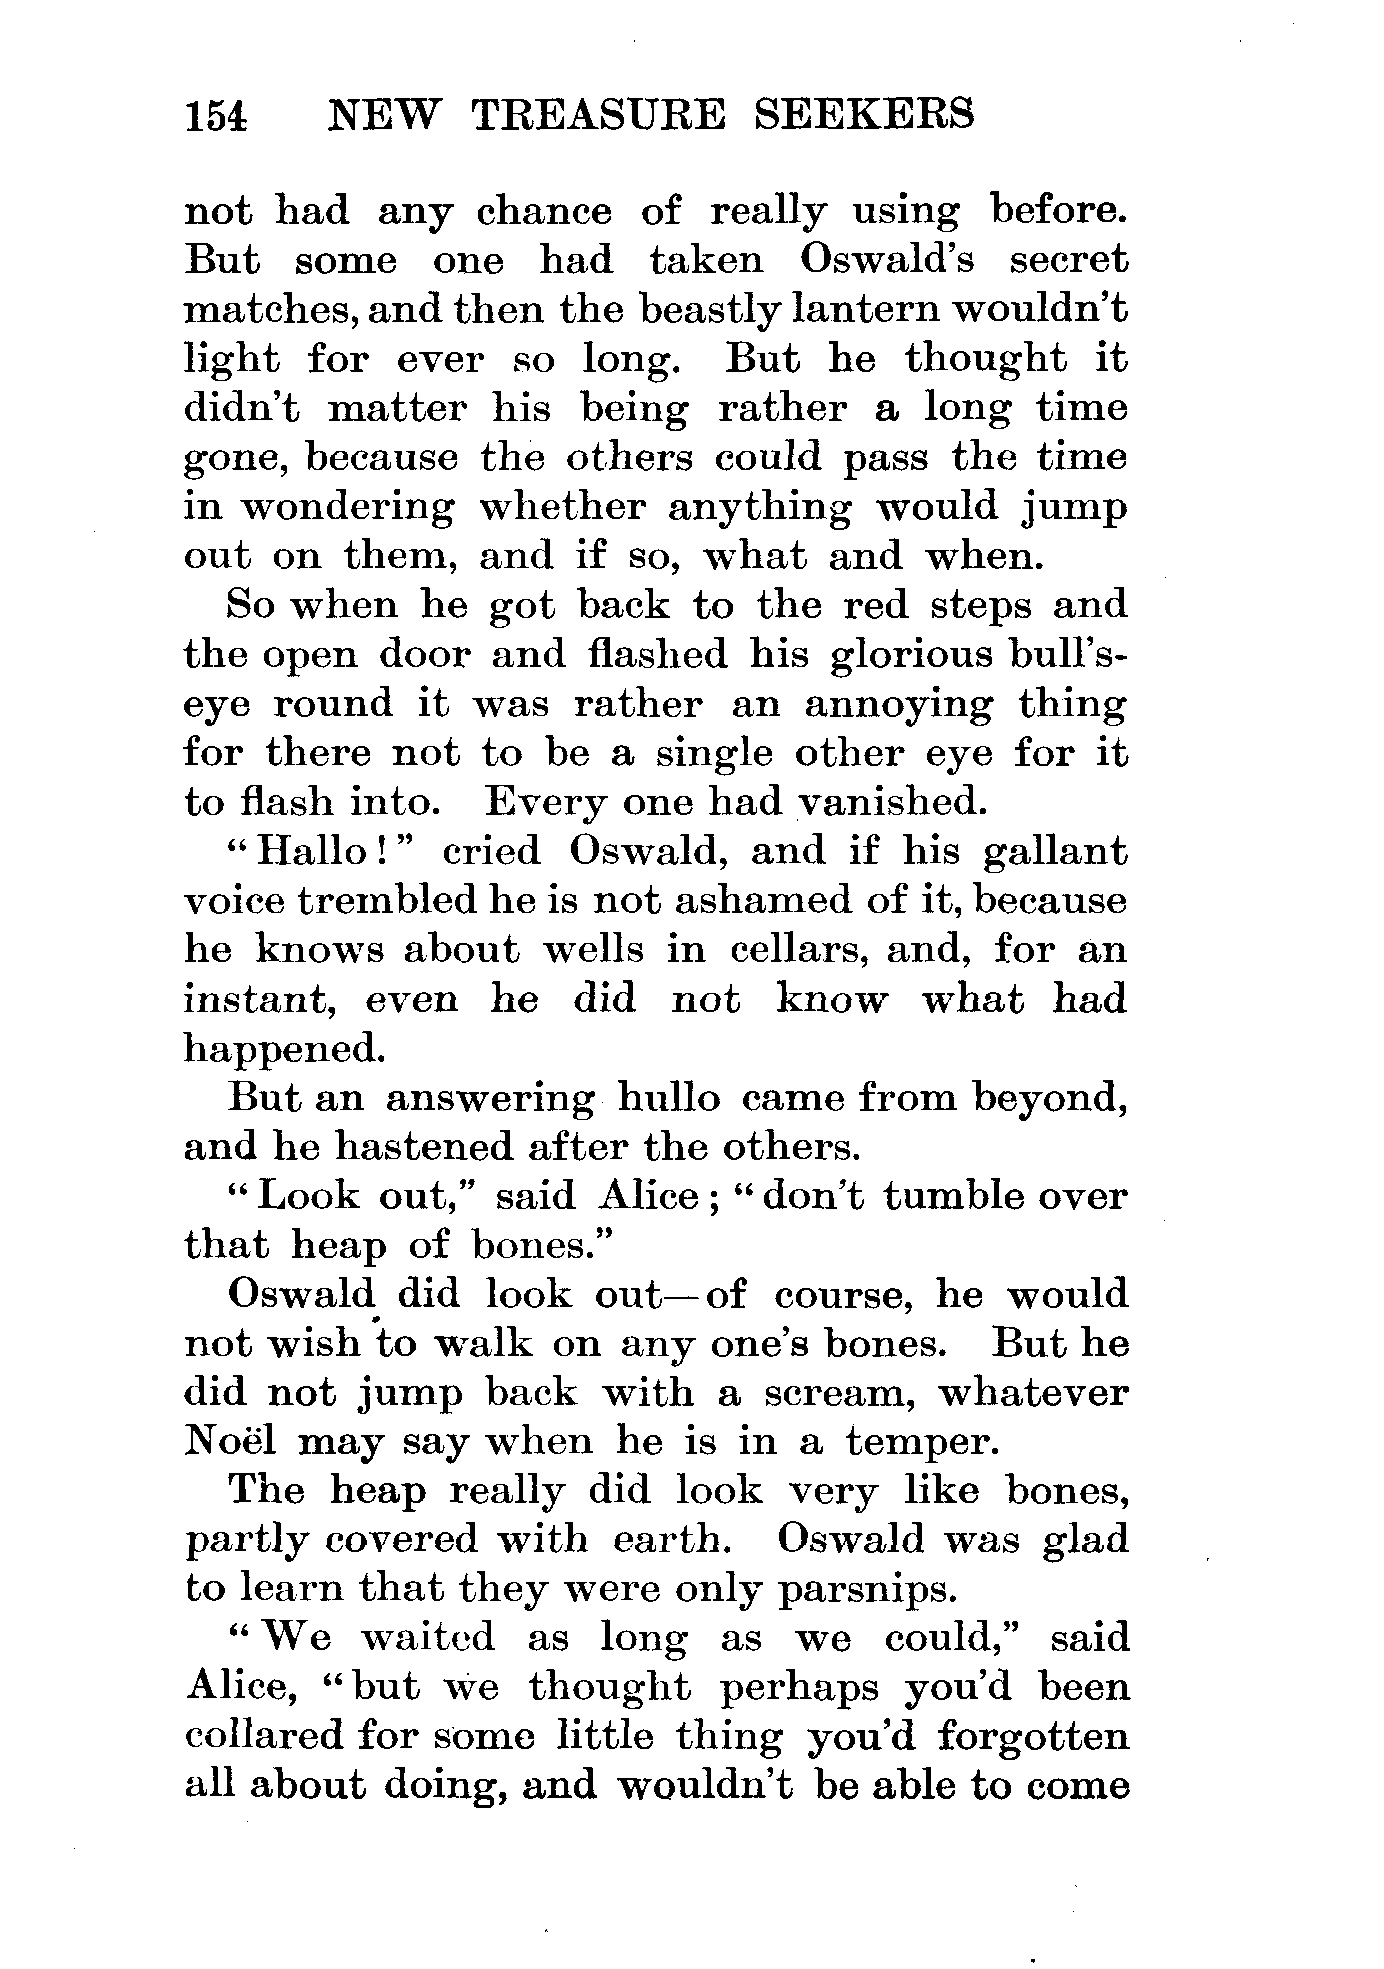 154 NEW TREASURE SEEKERS
not had any chance of really using before.
But some one had taken Oswald's secret
matches, and then the beastly lantern wouldn't
light for ever so long. But he thought it
didn't matter his being rather a long time
gone, because the others could pass the time
in wondering whether anything would jump
out on them, and if so, what and when.
So when he got back to the red steps and
the open door and flashed his glorious bull's-
eye round it was rather an annoying thing
for there not to be a single other eye for it
to flash into. Every one had vanished.
"Hallo!" cried Oswald, and if his gallant
voice trembled he is not ashamed of it, because
he knows about wells in cellars, and, for an
instant, even he did not know what had
happened.
But an answering hullo came from beyond,
and he hastened after the others.
"Look out," said Alice; "don't tumble over
that heap of bones."
Oswald did look out—of course, he would
not wish to walk on any one's bones. But he
did not jump back with a scream, whatever
Noël may say when he is in a temper.
The heap really did look very like bones,
partly covered with earth. Oswald was glad
to learn that they were only parsnips.
"We waited as long as we could," said
Alice, "but we thought perhaps you'd been
collared for some little thing you'd forgotten
all about doing, and wouldn't be able to come